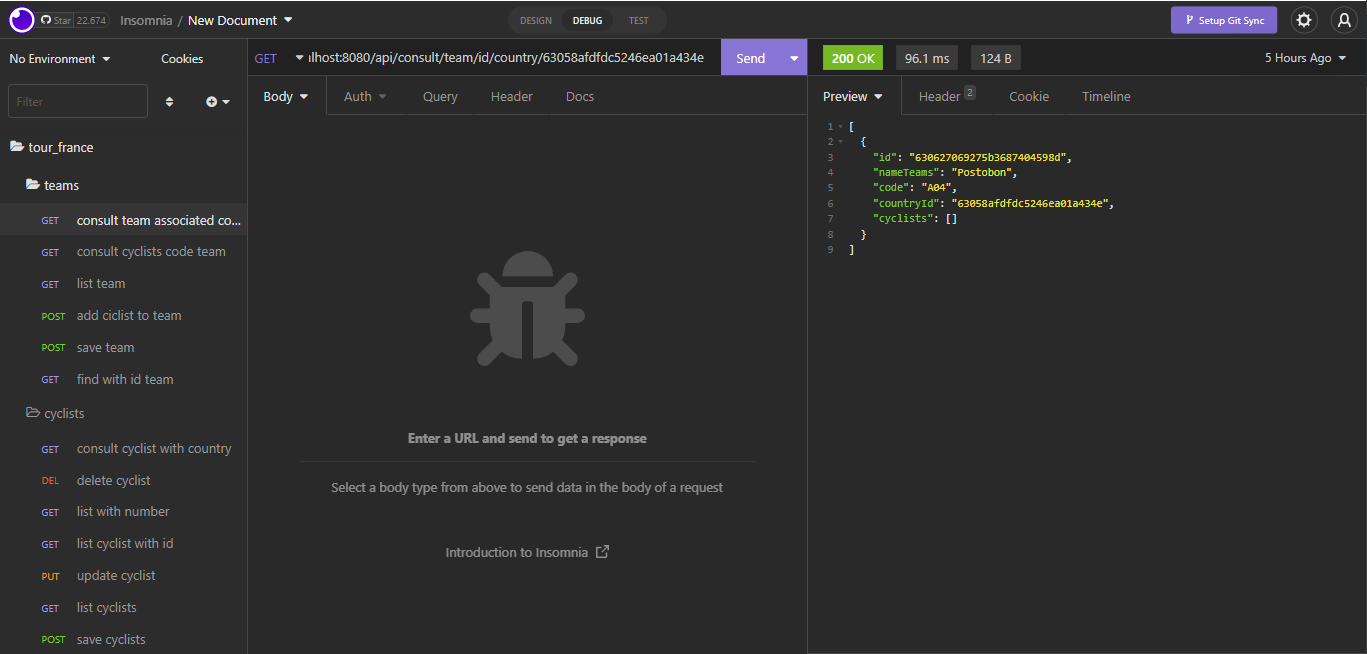 Star 22,674 Insomnia / New Document DESIGN DEBUG TEST Setup Git Sync
No Environment Cookies
Filter
tour_france
teams
GET consult team associated co...
GET consult cyclists code team
GET list team
POST add ciclist to team
POST save team
GET find with id team
cyclists
GET consult cyclist with country
DEL delete cyclist
GET list with number
GET list cyclist with id
PUT update cyclist
GET list cyclists
POST save cyclists
GET lhost:8080/api/consult/team/id/country/63058afdfdc5246ea01a434e Send
Body Auth Query Header Docs
Enter a URL and send to get a response
Select a body type from above to send data in the body of a request
Introduction to Insomnia
200 OK 96.1 ms 124 B 5 Hours Ago
Preview Header 2 Cookie Timeline
1 [
2 {
3 "id": "630627069275b3687404598d",
4 "nameTeams": "Postobon",
5 "code": "A04",
6 "countryId": "63058afdfdc5246ea01a434e",
7 "cyclists": []
8 }
9 ]